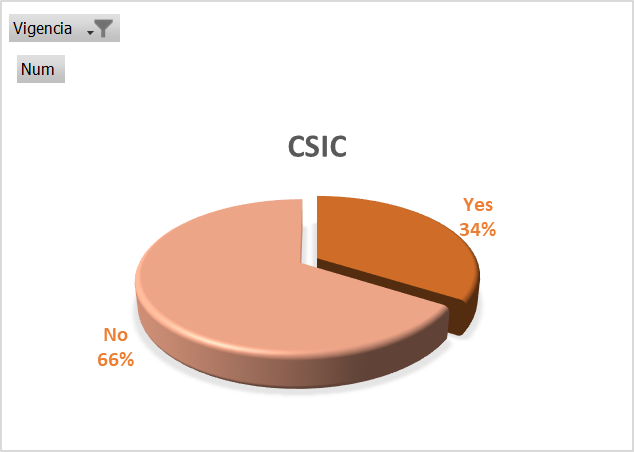 Vigencia
Num
CSIC
Yes
34%
No
66%